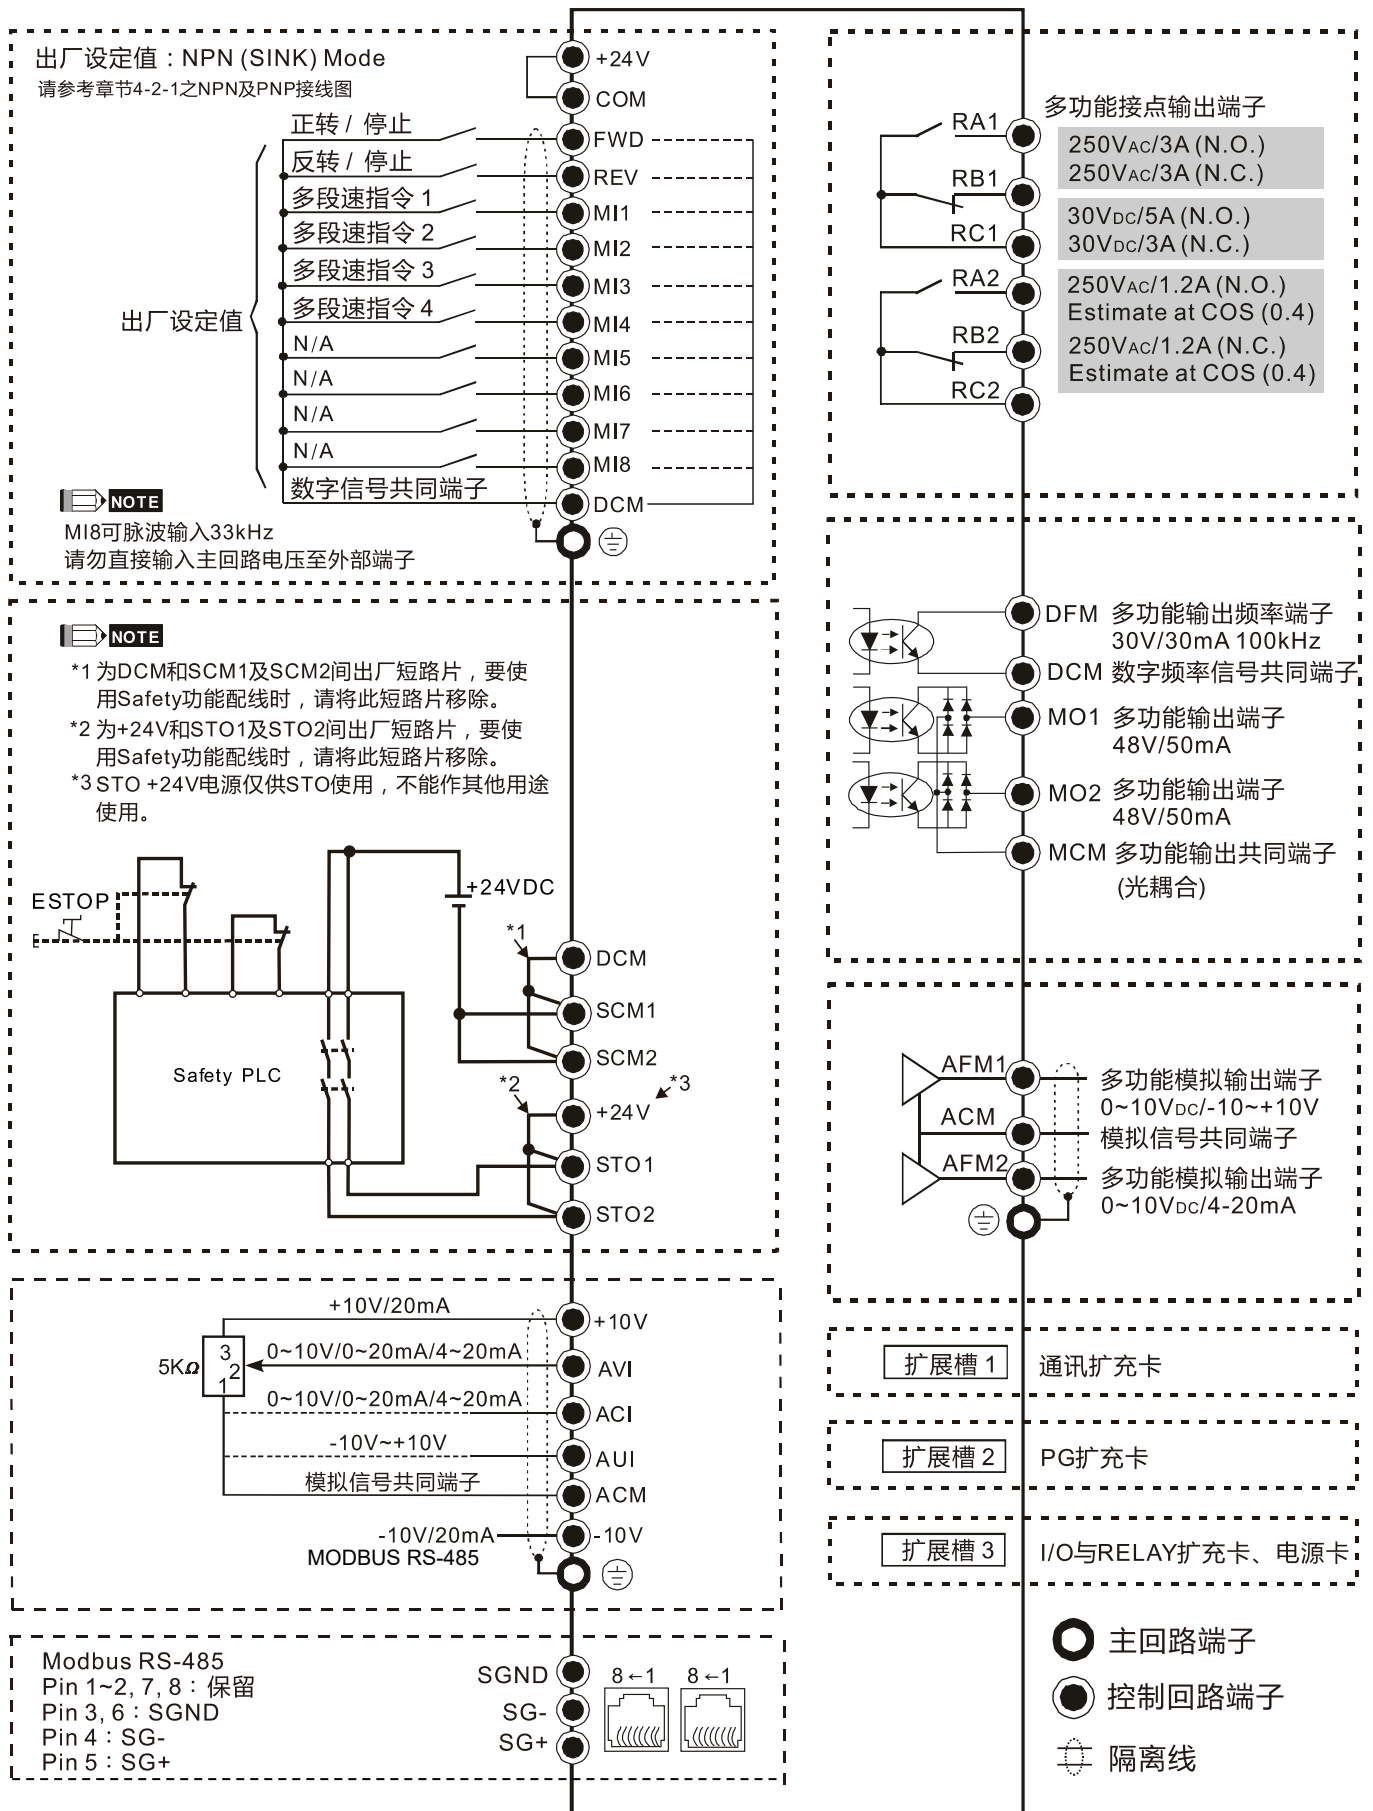 出厂设定值：NPN (SINK) Mode
请参考章节4-2-1之NPN及PNP接线图
+24V
COM
正转 / 停止
FWD
反转 / 停止
REV
多段速指令 1
MI1
多段速指令 2
MI2
多段速指令 3
MI3
多段速指令 4
MI4
出厂设定值
N/A
MI5
N/A
MI6
N/A
MI7
N/A
MI8
数字信号共同端子
DCM
NOTE
MI8可脉波输入33kHz
请勿直接输入主回路电压至外部端子
NOTE
*1 为DCM和SCM1及SCM2间出厂短路片，要使
用Safety功能配线时，请将此短路片移除。
*2 为+24V和STO1及STO2间出厂短路片，要使
用Safety功能配线时，请将此短路片移除。
*3 STO +24V电源仅供STO使用，不能作其他用途
使用。
ESTOP
+24VDC
*1
DCM
SCM1
SCM2
Safety PLC
*2
*3
+24V
STO1
STO2
+10V/20mA
+10V
5KΩ
3
2
1
0~10V/0~20mA/4~20mA
AVI
0~10V/0~20mA/4~20mA
ACI
-10V~+10V
AUI
模拟信号共同端子
ACM
-10V/20mA
-10V
MODBUS RS-485
Modbus RS-485
Pin 1~2, 7, 8：保留
Pin 3, 6：SGND
Pin 4：SG-
Pin 5：SG+
SGND
SG-
SG+
8←1
8←1
RA1
RB1
RC1
RA2
RB2
RC2
多功能接点输出端子
250VAC/3A (N.O.)
250VAC/3A (N.C.)
30VDC/5A (N.O.)
30VDC/3A (N.C.)
250VAC/1.2A (N.O.)
Estimate at COS (0.4)
250VAC/1.2A (N.C.)
Estimate at COS (0.4)
DFM 多功能输出频率端子
30V/30mA 100kHz
DCM 数字频率信号共同端子
MO1 多功能输出端子
48V/50mA
MO2 多功能输出端子
48V/50mA
MCM 多功能输出共同端子
(光耦合)
AFM1
多功能模拟输出端子
0~10VDC/-10~+10V
ACM
模拟信号共同端子
AFM2
多功能模拟输出端子
0~10VDC/4-20mA
扩展槽 1
通讯扩充卡
扩展槽 2
PG扩充卡
扩展槽 3
I/O与RELAY扩充卡、电源卡
主回路端子
控制回路端子
隔离线